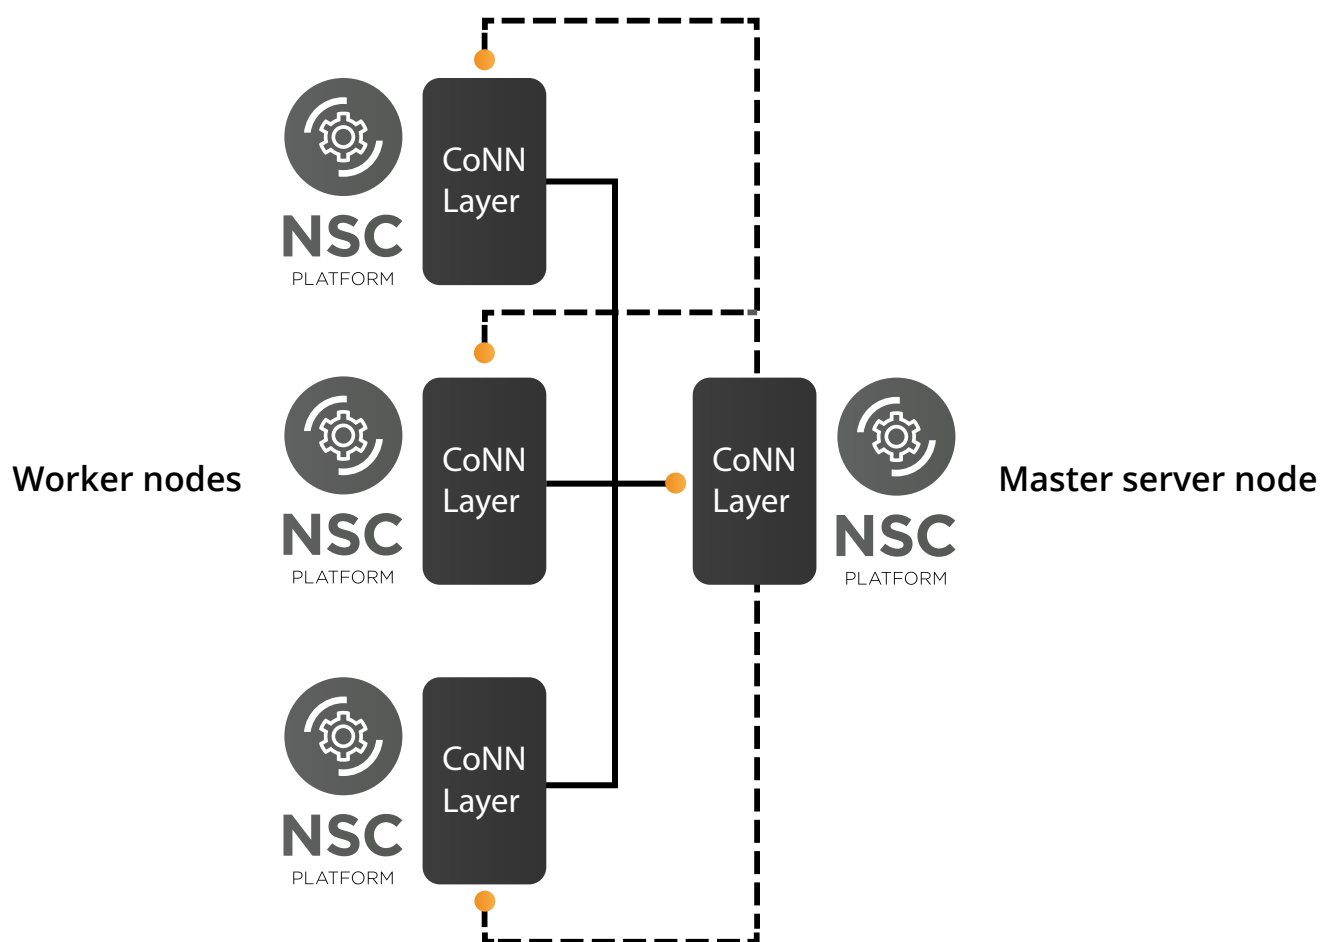 CoNN
Layer
NSC
PLATFORM
Worker nodes
CoNN
Layer
NSC
PLATFORM
CoNN
Layer
NSC
PLATFORM
Master server node
CoNN
Layer
NSC
PLATFORM